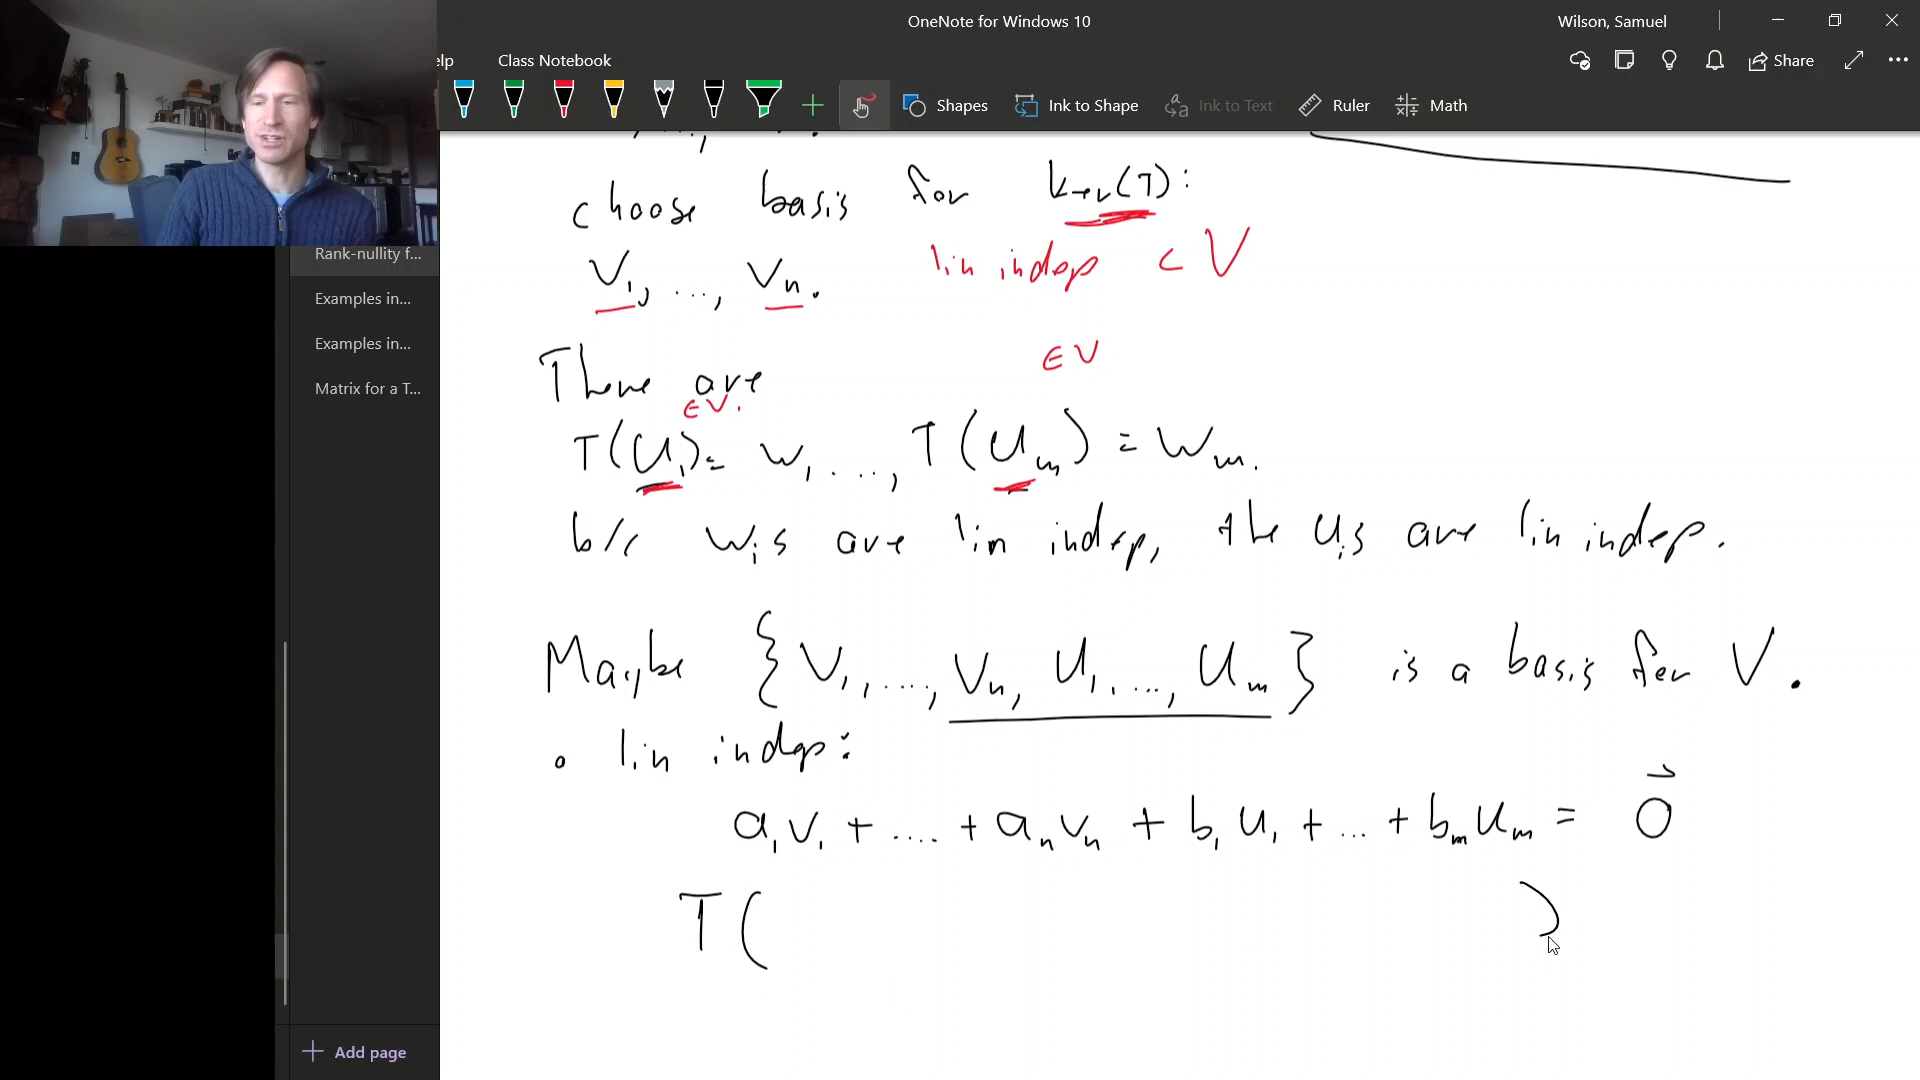 OneNote for Windows 10
Wilson, Samuel
elp
Class Notebook
Share
Shapes
Ink to Shape
Ink to Text
Ruler
Math
Rank-nullity f...
Examples in...
Examples in...
Matrix for a T...
Add page
choose basis for ker(T):
v₁, ..., vₙ.
lin indep ⊂ V
There are
∈ V.
∈ V
T(u₁) = w₁ ..., T(uₘ) = wₘ.
b/c wᵢs are lin indep, the uᵢs are lin indep.
Maybe {v₁, ..., vₙ, u₁, ..., uₘ} is a basis for V.
∘ lin indep:
a₁v₁ + .... + aₙvₙ + b₁u₁ + ... + bₘuₘ = 0⃗
T( )